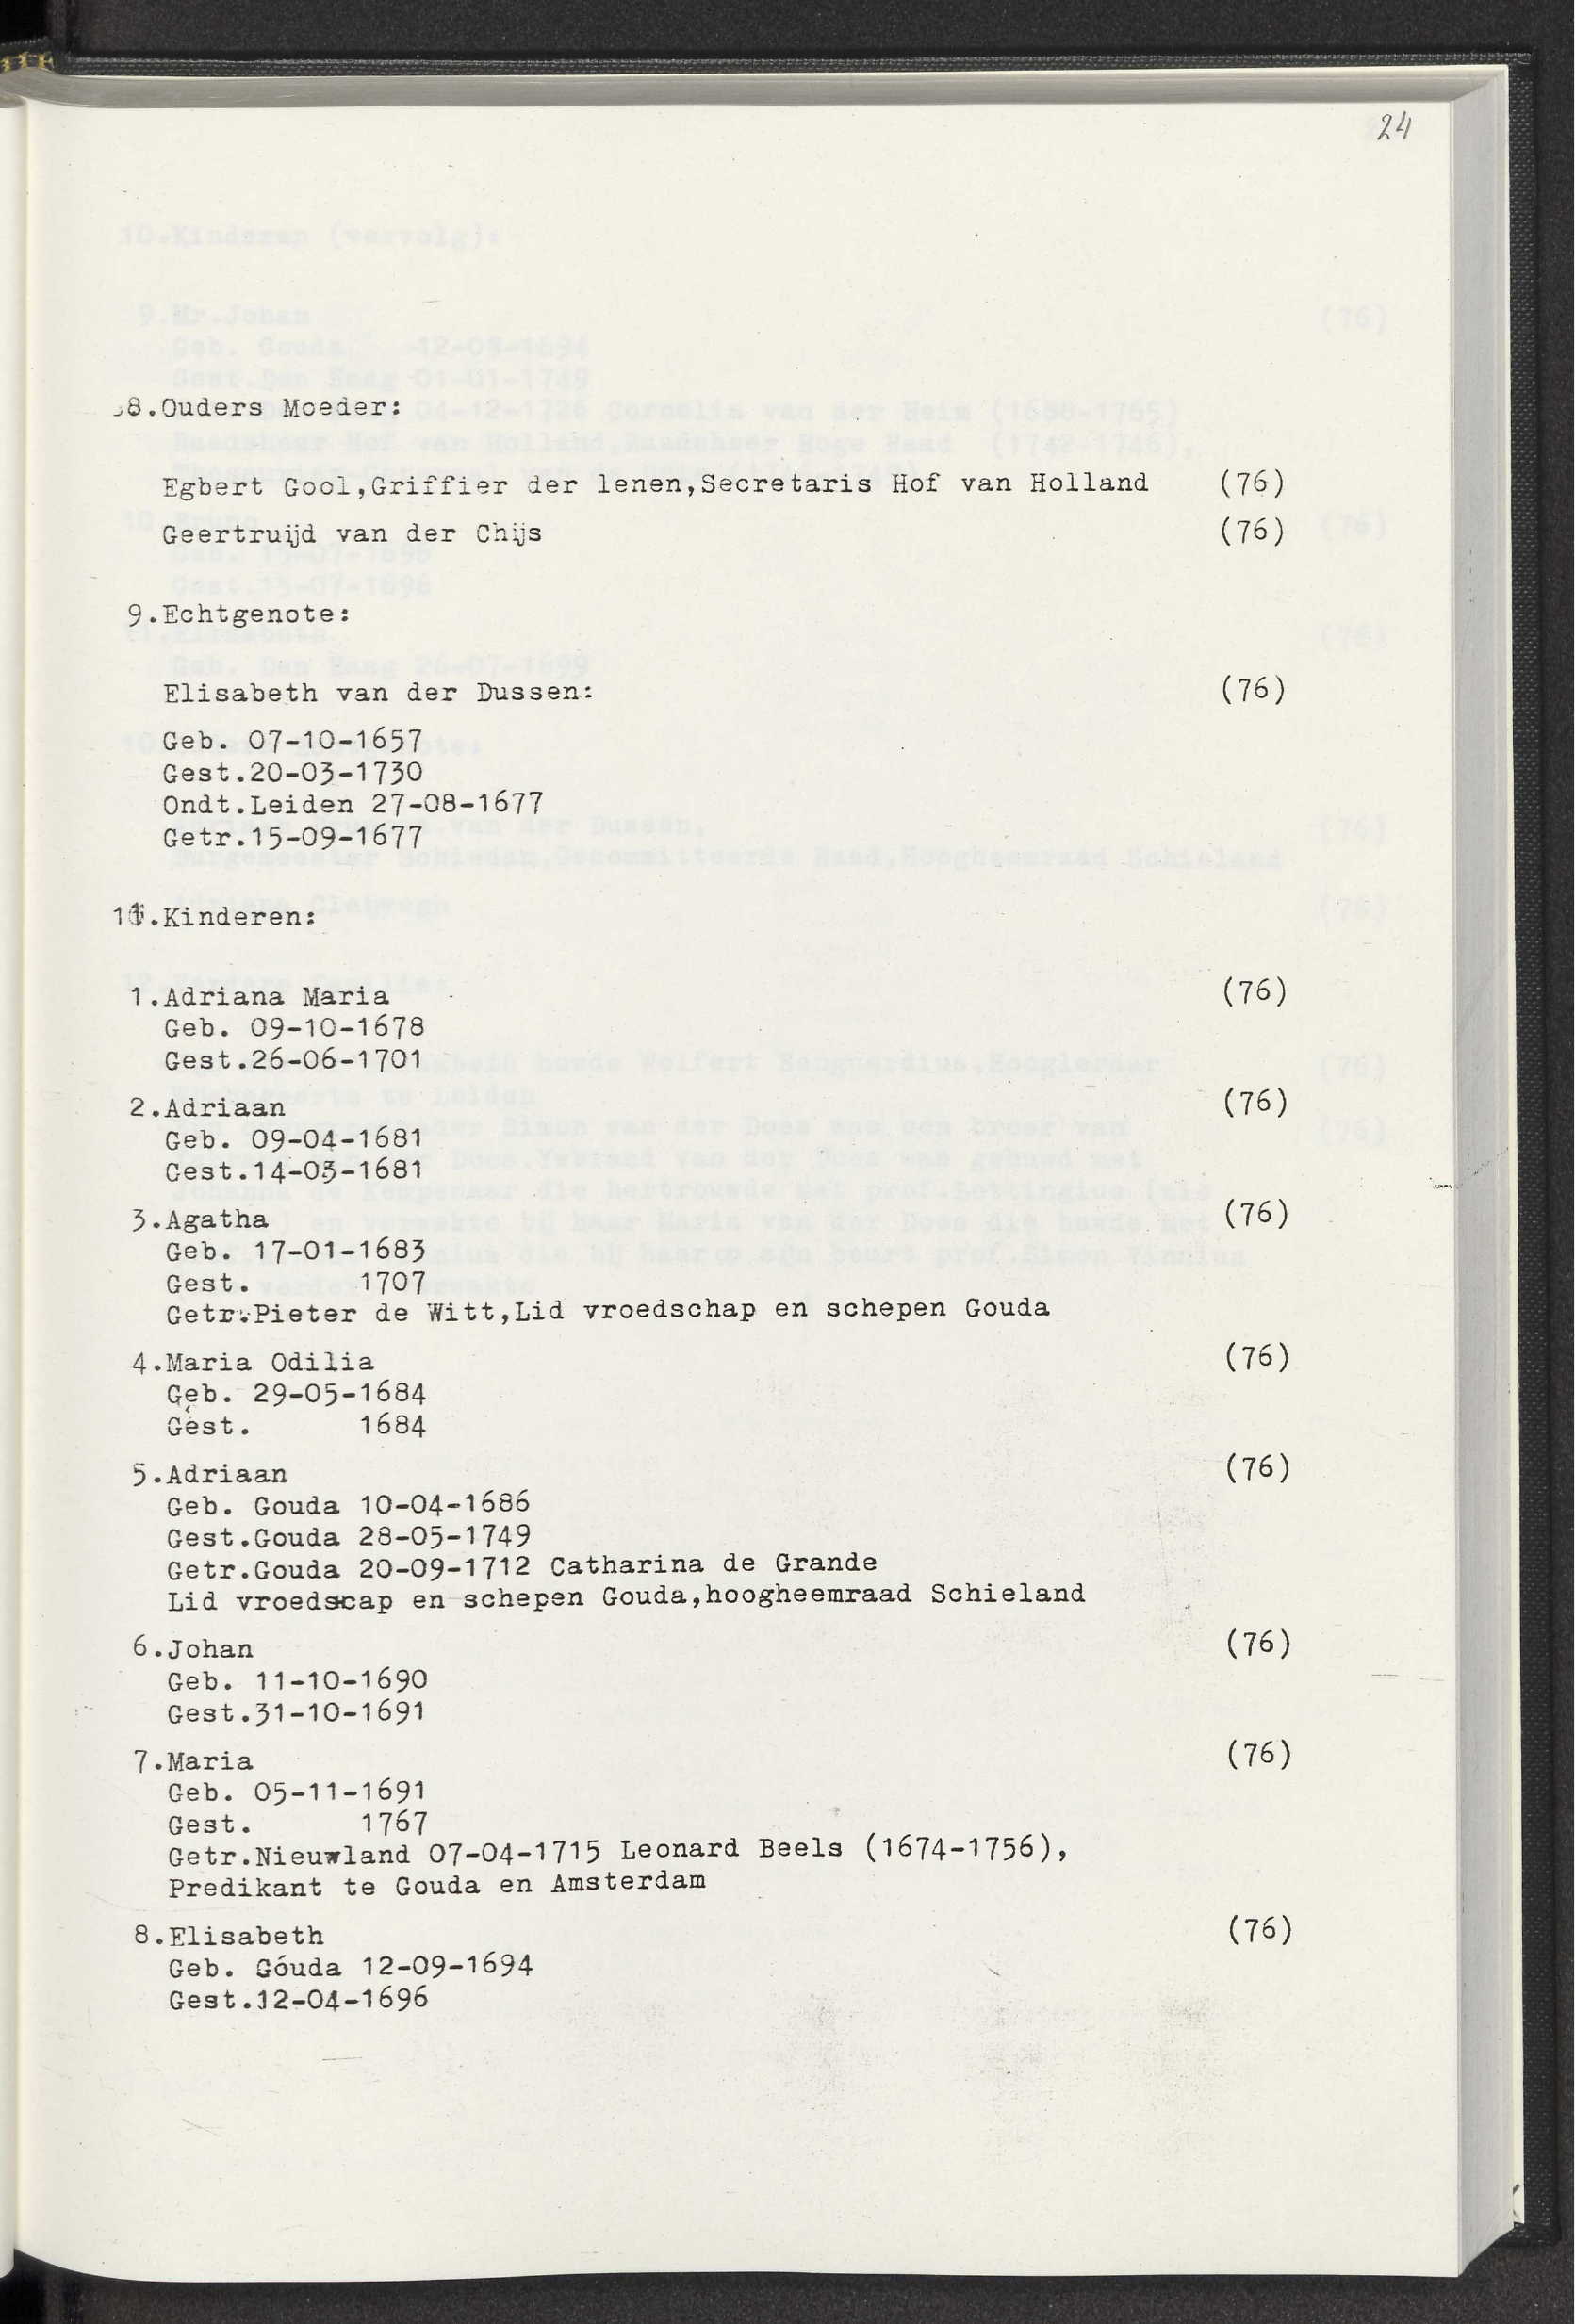 24
8.Ouders Moeder:
Egbert Gool,Griffier der lenen,Secretaris Hof van Holland (76)
Geertruijd van der Chijs (76)
9.Echtgenote:
Elisabeth van der Dussen: (76)
Geb. 07-10-1657
Gest.20-03-1730
Ondt.Leiden 27-08-1677
Getr.15-09-1677
10.Kinderen:
1.Adriana Maria (76)
Geb. 09-10-1678
Gest.26-06-1701
2.Adriaan (76)
Geb. 09-04-1681
Gest.14-03-1681
3.Agatha (76)
Geb. 17-01-1683
Gest. 1707
Getr.Pieter de Witt,Lid vroedschap en schepen Gouda
4.Maria Odilia (76)
Geb. 29-05-1684
Gest. 1684
5.Adriaan (76)
Geb. Gouda 10-04-1686
Gest.Gouda 28-05-1749
Getr.Gouda 20-09-1712 Catharina de Grande
Lid vroedscap en schepen Gouda,hoogheemraad Schieland
6.Johan (76)
Geb. 11-10-1690
Gest.31-10-1691
7.Maria (76)
Geb. 05-11-1691
Gest. 1767
Getr.Nieuwland 07-04-1715 Leonard Beels (1674-1756),
Predikant te Gouda en Amsterdam
8.Elisabeth (76)
Geb. Góuda 12-09-1694
Gest.12-04-1696